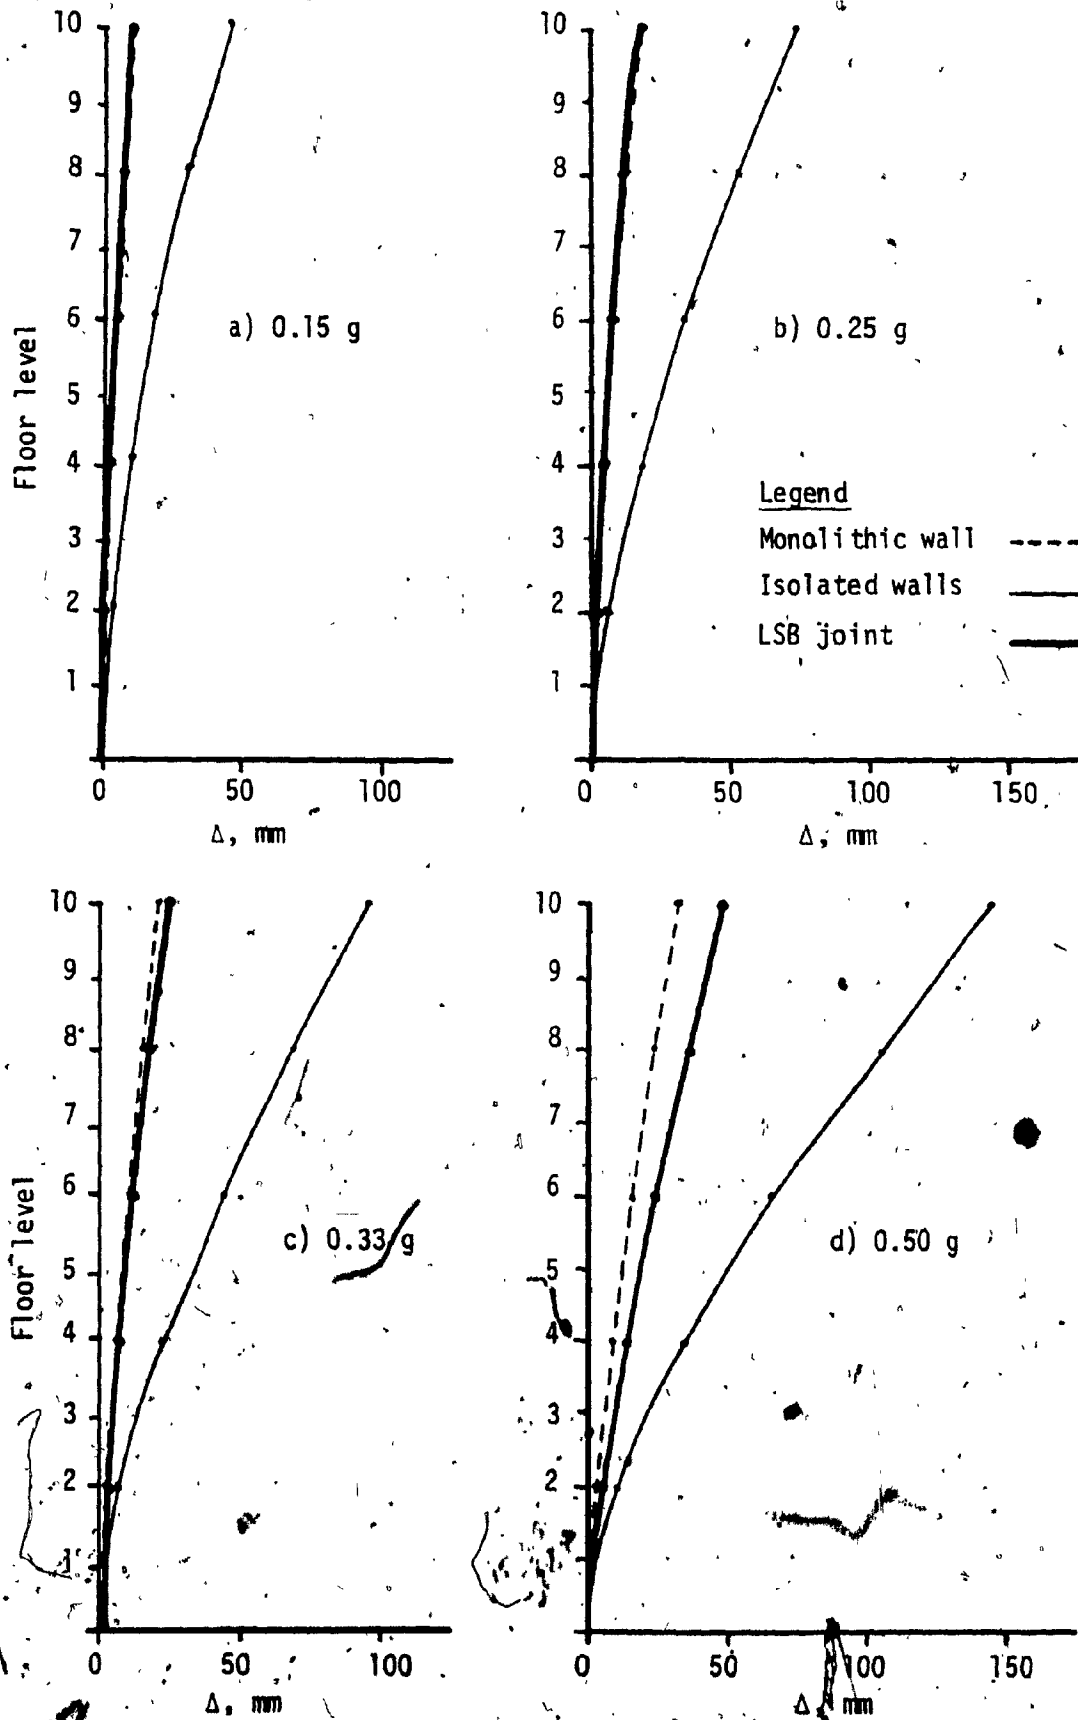 10
9
8
7
6
5
4
3
2
1
Floor level
a) 0.15 g
0 50 100
Δ, mm
10
9
8
7
6
5
4
3
2
1
b) 0.25 g
Legend
Monolithic wall
Isolated walls
LSB joint
0 50 100 150
Δ, mm
10
9
8
7
6
5
4
3
2
1
Floor level
c) 0.33 g
0 50 100
Δ, mm
10
9
8
7
6
5
4
3
2
1
d) 0.50 g
0 50 100 150
Δ, mm